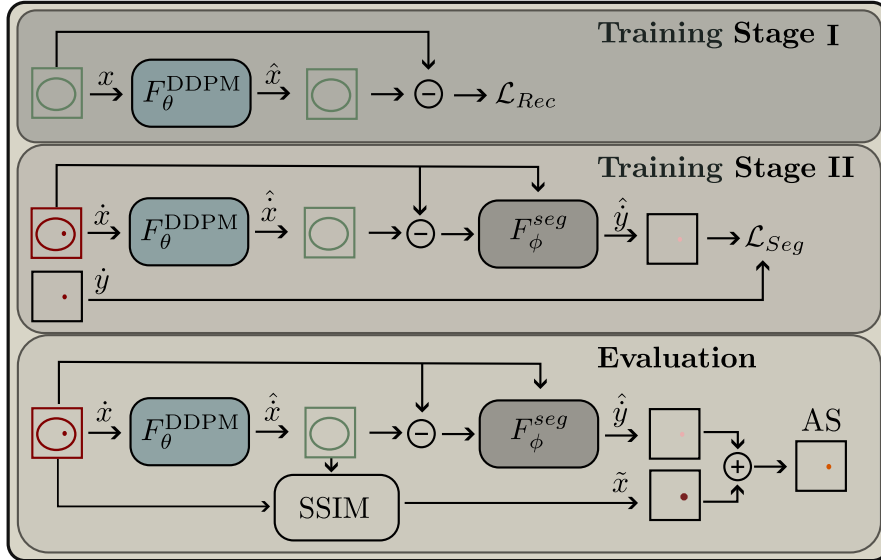 Training Stage I
x F_θ^DDPM x̂ − ℒ_Rec
Training Stage II
ẋ F_θ^DDPM ẋ̂ − F_ϕ^seg ẏ̂ ℒ_Seg
ẏ
Evaluation
ẋ F_θ^DDPM ẋ̂ − F_ϕ^seg ẏ̂ + AS
SSIM x̃